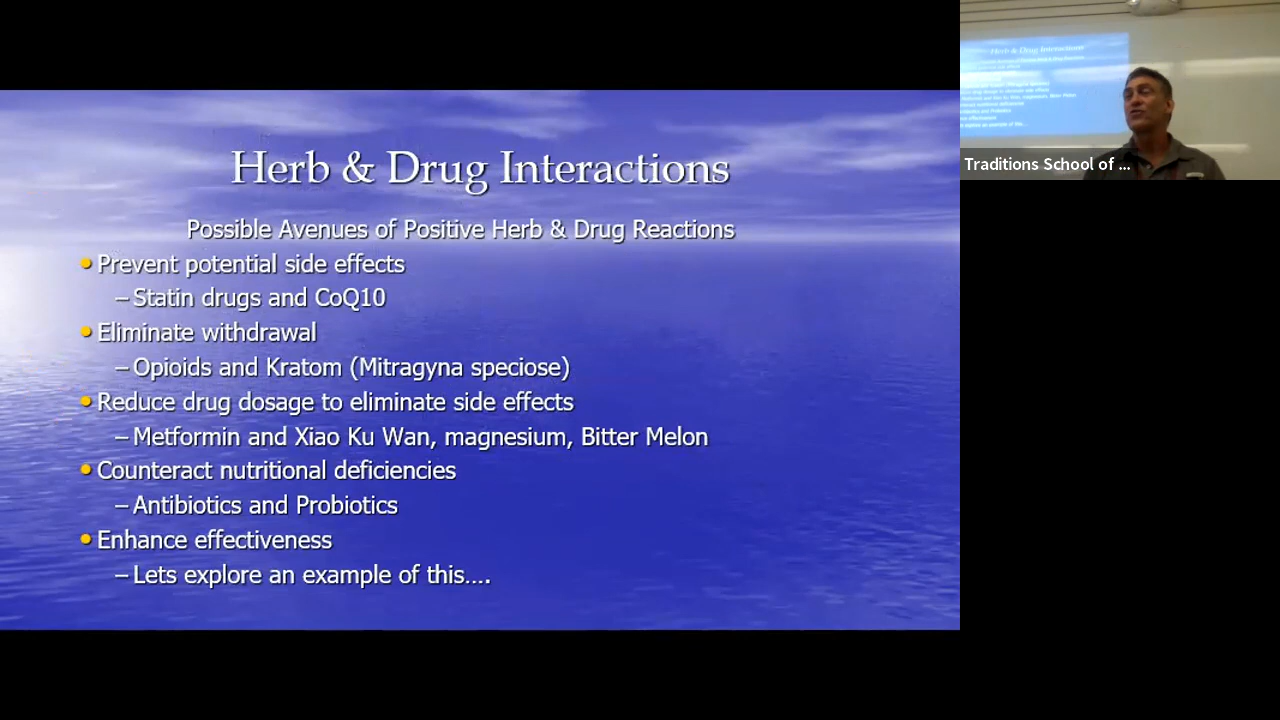 Herb & Drug Interactions
Possible Avenues of Positive Herb & Drug Reactions
• Prevent potential side effects
– Statin drugs and CoQ10
• Eliminate withdrawal
– Opioids and Kratom (Mitragyna speciose)
• Reduce drug dosage to eliminate side effects
– Metformin and Xiao Ku Wan, magnesium, Bitter Melon
• Counteract nutritional deficiencies
– Antibiotics and Probiotics
• Enhance effectiveness
– Lets explore an example of this....
Herb & Drug Interactions
Traditions School of ...